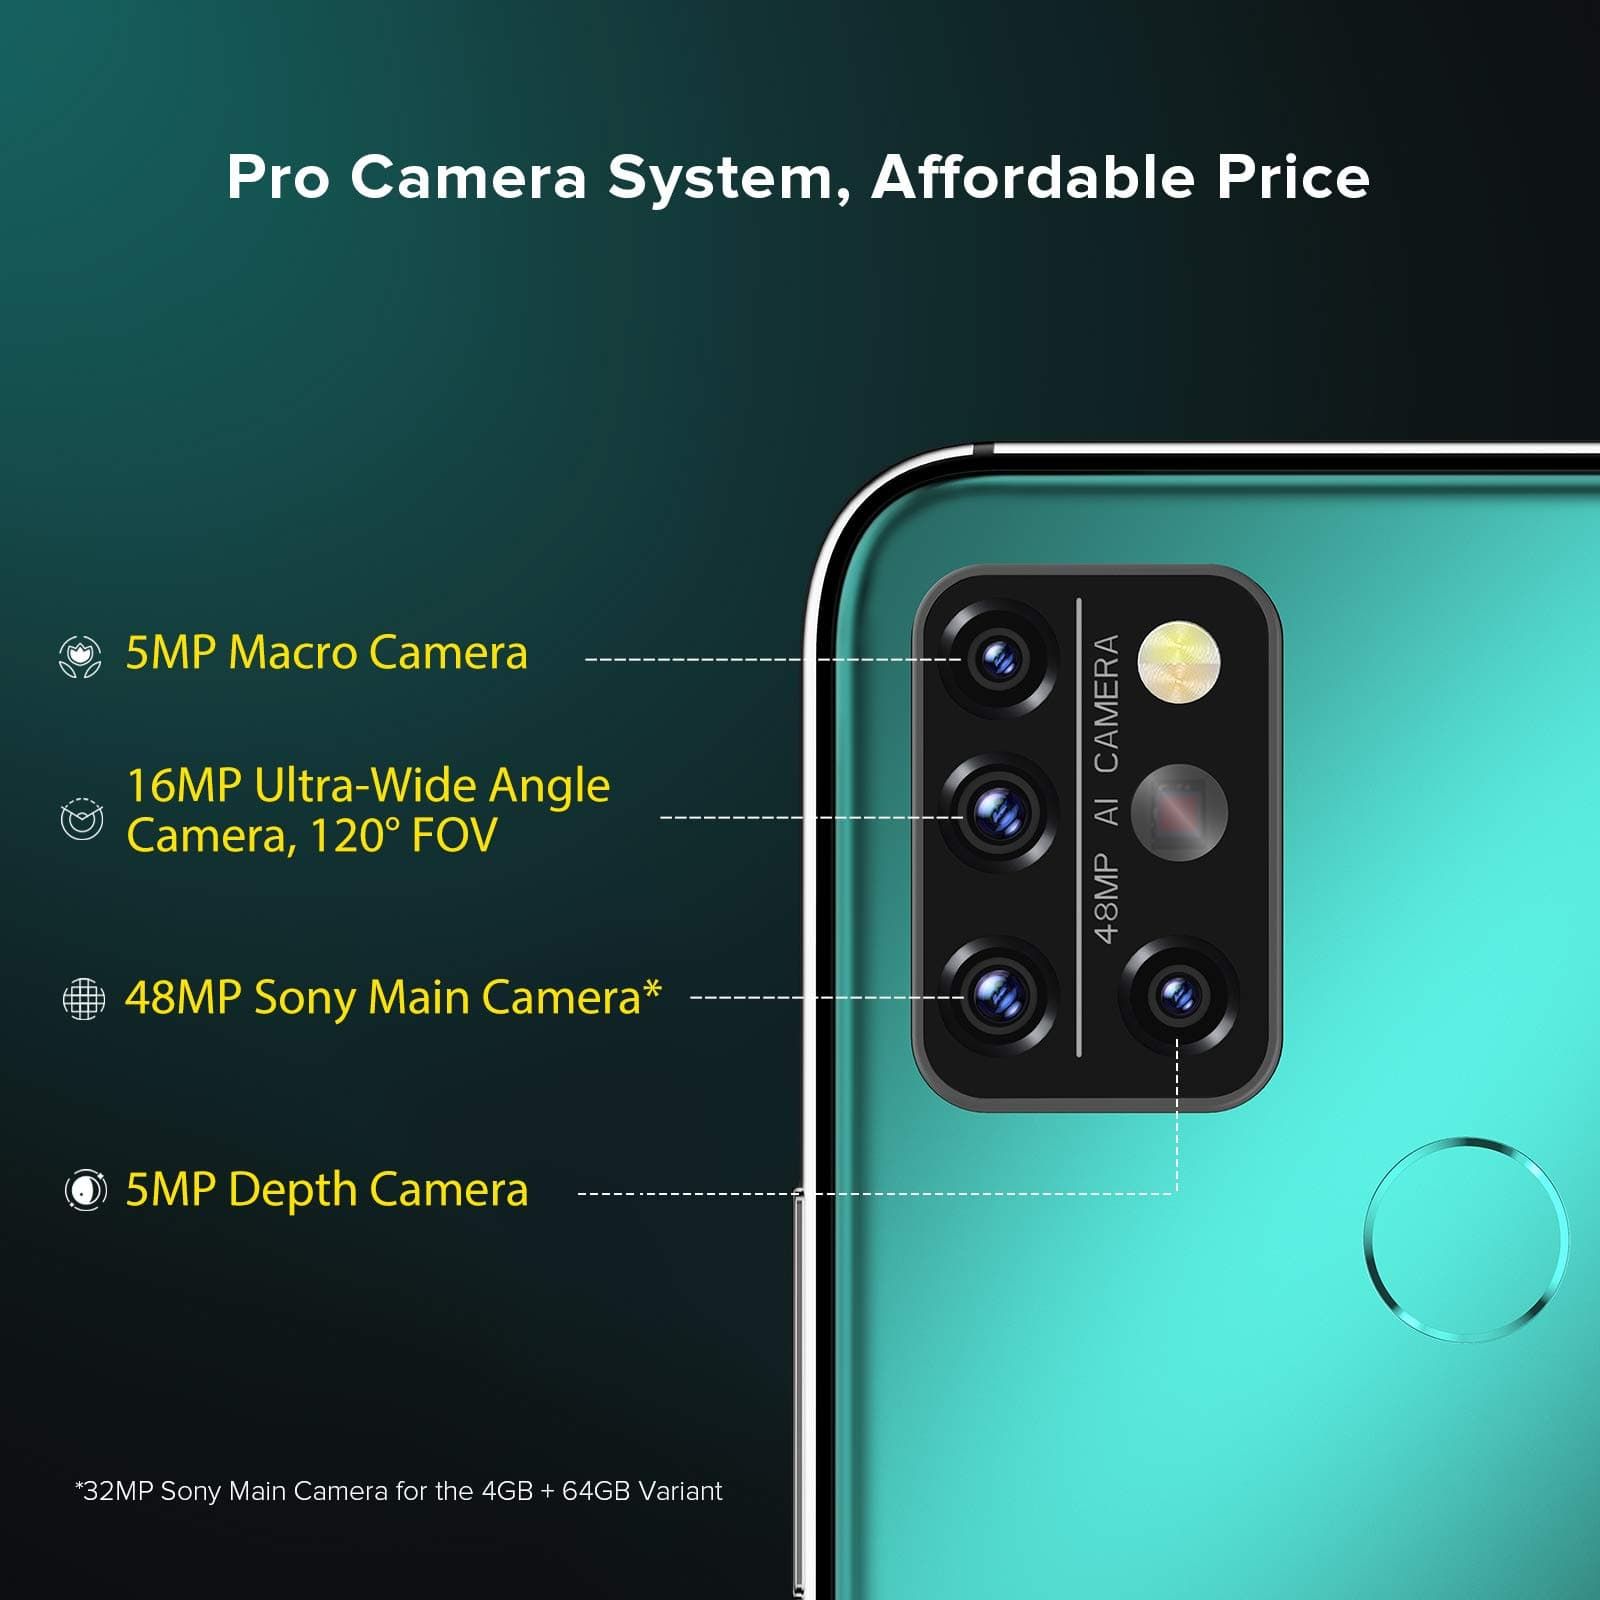 Pro Camera System, Affordable Price
5MP Macro Camera
16MP Ultra-Wide Angle
Camera, 120° FOV
48MP Sony Main Camera*
5MP Depth Camera
48MP AI CAMERA
*32MP Sony Main Camera for the 4GB + 64GB Variant